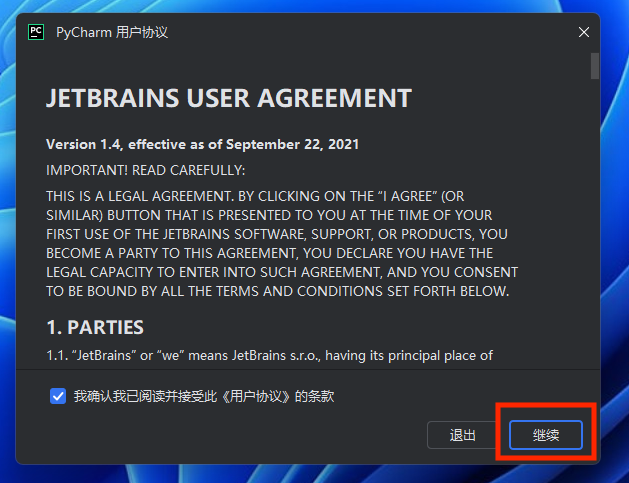 PC PyCharm 用户协议
JETBRAINS USER AGREEMENT
Version 1.4, effective as of September 22, 2021
IMPORTANT! READ CAREFULLY:
THIS IS A LEGAL AGREEMENT. BY CLICKING ON THE “I AGREE” (OR
SIMILAR) BUTTON THAT IS PRESENTED TO YOU AT THE TIME OF YOUR
FIRST USE OF THE JETBRAINS SOFTWARE, SUPPORT, OR PRODUCTS, YOU
BECOME A PARTY TO THIS AGREEMENT, YOU DECLARE YOU HAVE THE
LEGAL CAPACITY TO ENTER INTO SUCH AGREEMENT, AND YOU CONSENT
TO BE BOUND BY ALL THE TERMS AND CONDITIONS SET FORTH BELOW.
1. PARTIES
1.1. “JetBrains” or “we” means JetBrains s.r.o., having its principal place of
我确认我已阅读并接受此《用户协议》的条款
退出 继续